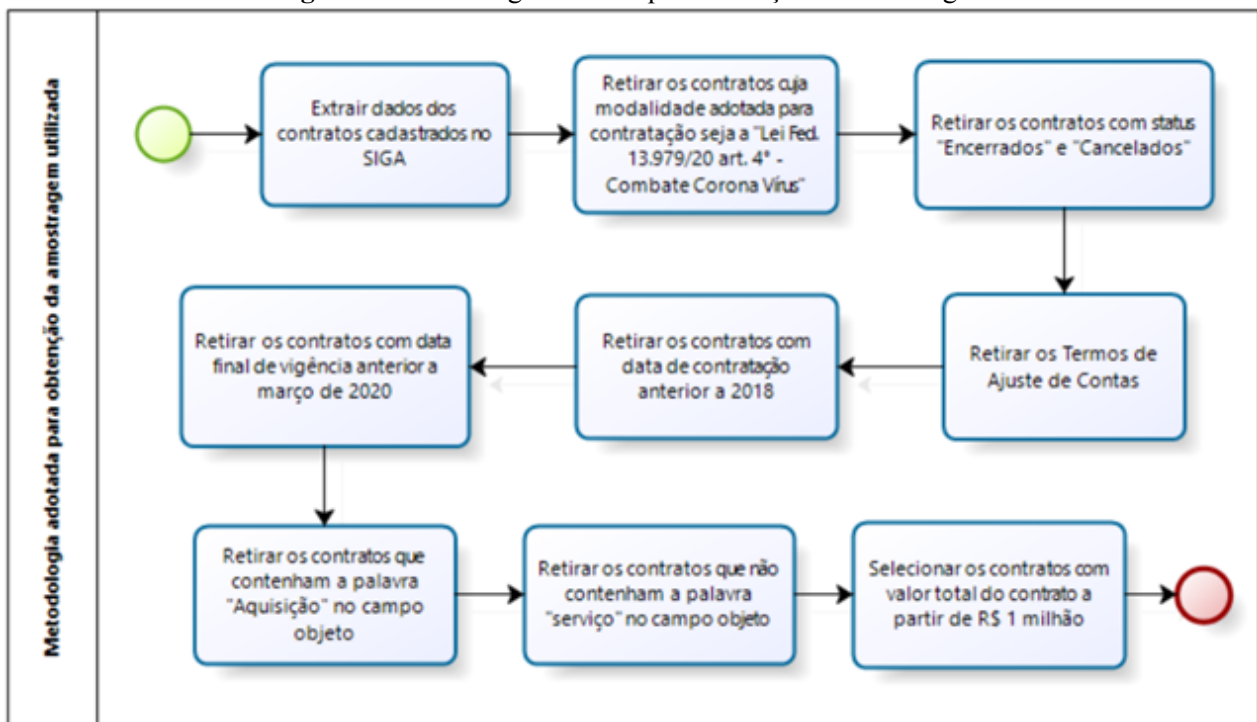 Metodologia adotada para obtenção da amostragem utilizada
Extrair dados dos
contratos cadastrados no
SIGA
Retirar os contratos cuja
modalidade adotada para
contratação seja a "Lei Fed.
13.979/20 art. 4° -
Combate Corona Vírus"
Retirar os contratos com status
"Encerrados" e "Cancelados"
Retirar os Termos de
Ajuste de Contas
Retirar os contratos com
data de contratação
anterior a 2018
Retirar os contratos com data
final de vigência anterior a
março de 2020
Retirar os contratos que
contenham a palavra
"Aquisição" no campo
objeto
Retirar os contratos que não
contenham a palavra
"serviço" no campo objeto
Selecionar os contratos com
valor total do contrato a
partir de R$ 1 milhão